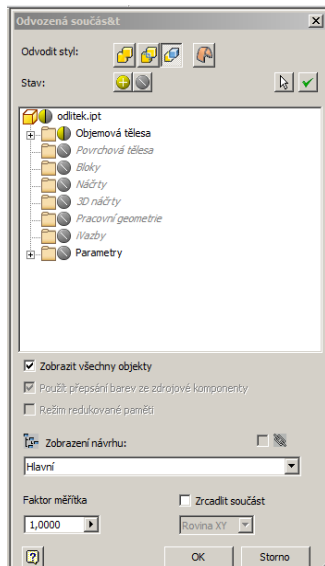 Odvozená součás&t
Odvodit styl:
Stav:
odlitek.ipt
Objemová tělesa
Povrchová tělesa
Bloky
Náčrty
3D náčrty
Pracovní geometrie
iVazby
Parametry
Zobrazit všechny objekty
Použít přepsání barev ze zdrojové komponenty
Režim redukované paměti
Zobrazení návrhu:
Hlavní
Faktor měřítka
Zrcadlit součást
1,0000
Rovina XY
OK
Storno